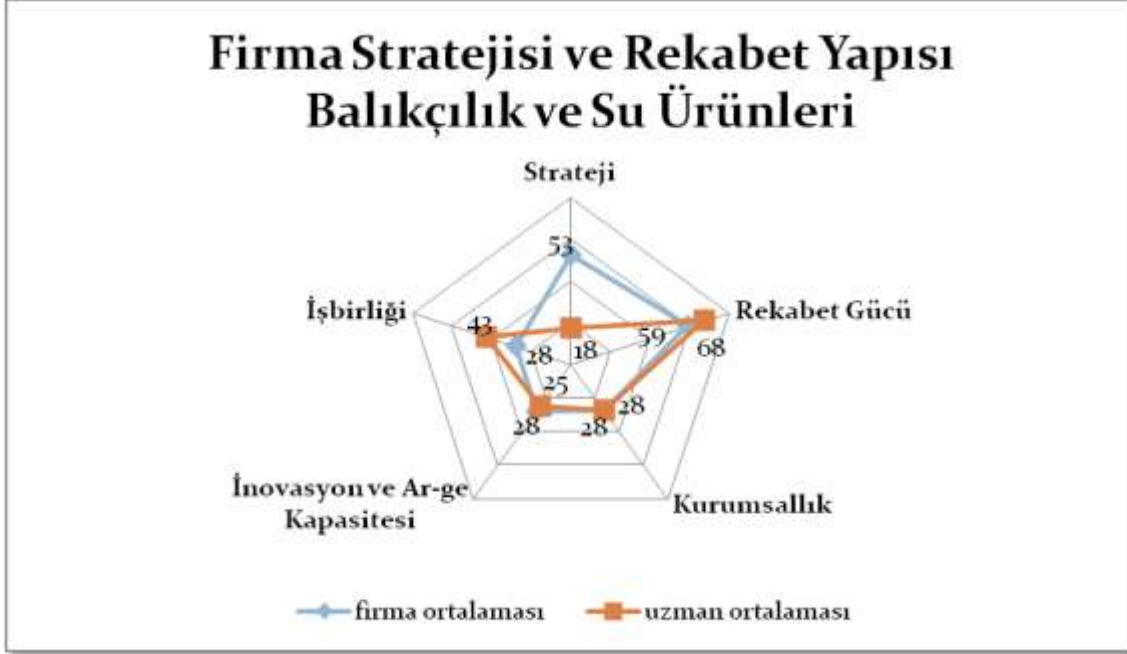 Firma Stratejisi ve Rekabet Yapısı
Balıkçılık ve Su Ürünleri
Strateji
53
İşbirliği
43
28
18
59
Rekabet Gücü
68
25
28
28
28
İnovasyon ve Ar-ge
Kapasitesi
Kurumsallık
firma ortalaması
uzman ortalaması